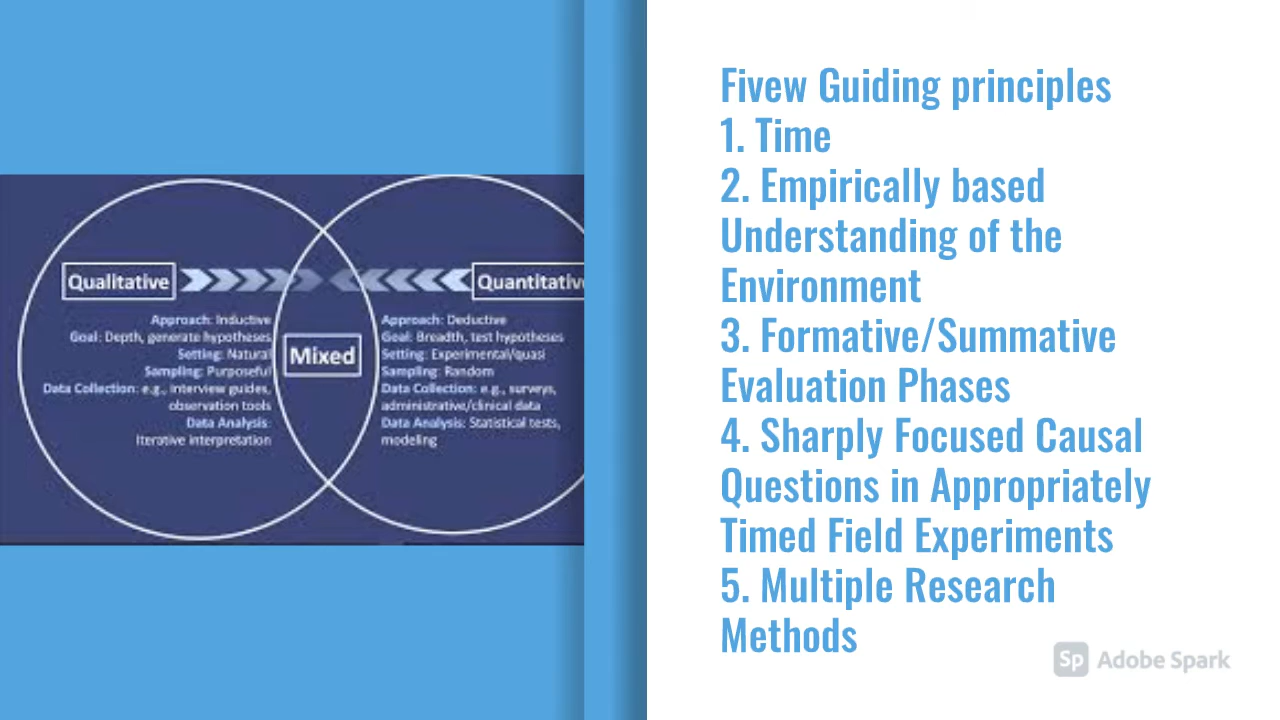 Qualitative
Approach: Inductive
Goal: Depth, generate hypotheses
Setting: Natural
Sampling: Purposeful
Data Collection: e.g., interview guides,
observation tools
Data Analysis:
Iterative interpretation
Mixed
Quantitativ
Approach: Deductive
Goal: Breadth, test hypotheses
Setting: Experimental/quasi
Sampling: Random
Data Collection: e.g., surveys,
administrative/clinical data
Data Analysis: Statistical tests,
modeling
Fivew Guiding principles
1. Time
2. Empirically based
Understanding of the
Environment
3. Formative/Summative
Evaluation Phases
4. Sharply Focused Causal
Questions in Appropriately
Timed Field Experiments
5. Multiple Research
Methods
Sp Adobe Spark